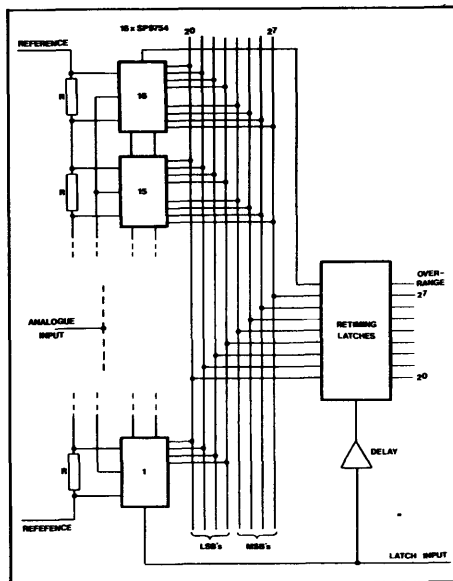 16 x SP9754
2⁰
2⁷
REFERENCE
R
16
R
15
OVER-
RANGE
2⁷
RETIMING
LATCHES
2⁰
ANALOGUE
INPUT
R
1
DELAY
REFEFENCE
LSB's
MSB's
LATCH INPUT